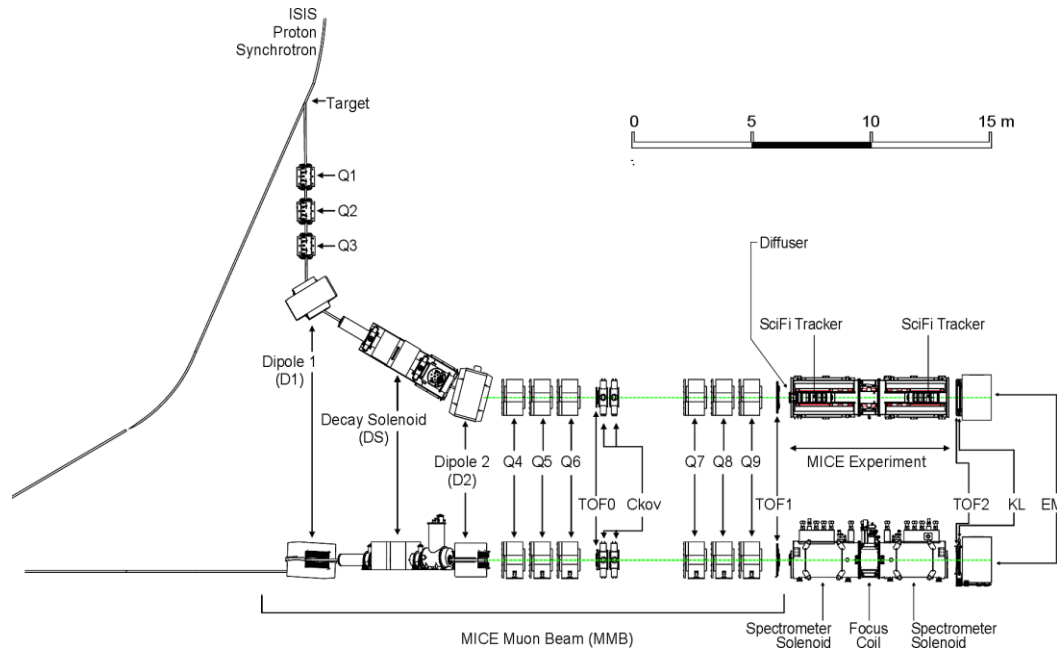 ISIS
Proton
Synchrotron
Target
0 5 10 15 m
Q1
Q2
Q3
Diffuser
SciFi Tracker SciFi Tracker
Dipole 1
(D1)
Decay Solenoid
(DS)
Dipole 2
(D2)
Q4 Q5 Q6 Q7 Q8 Q9
MICE Experiment
TOF0 Ckov TOF1 TOF2 KL EM
MICE Muon Beam (MMB)
Spectrometer
Solenoid
Focus
Coil
Spectrometer
Solenoid